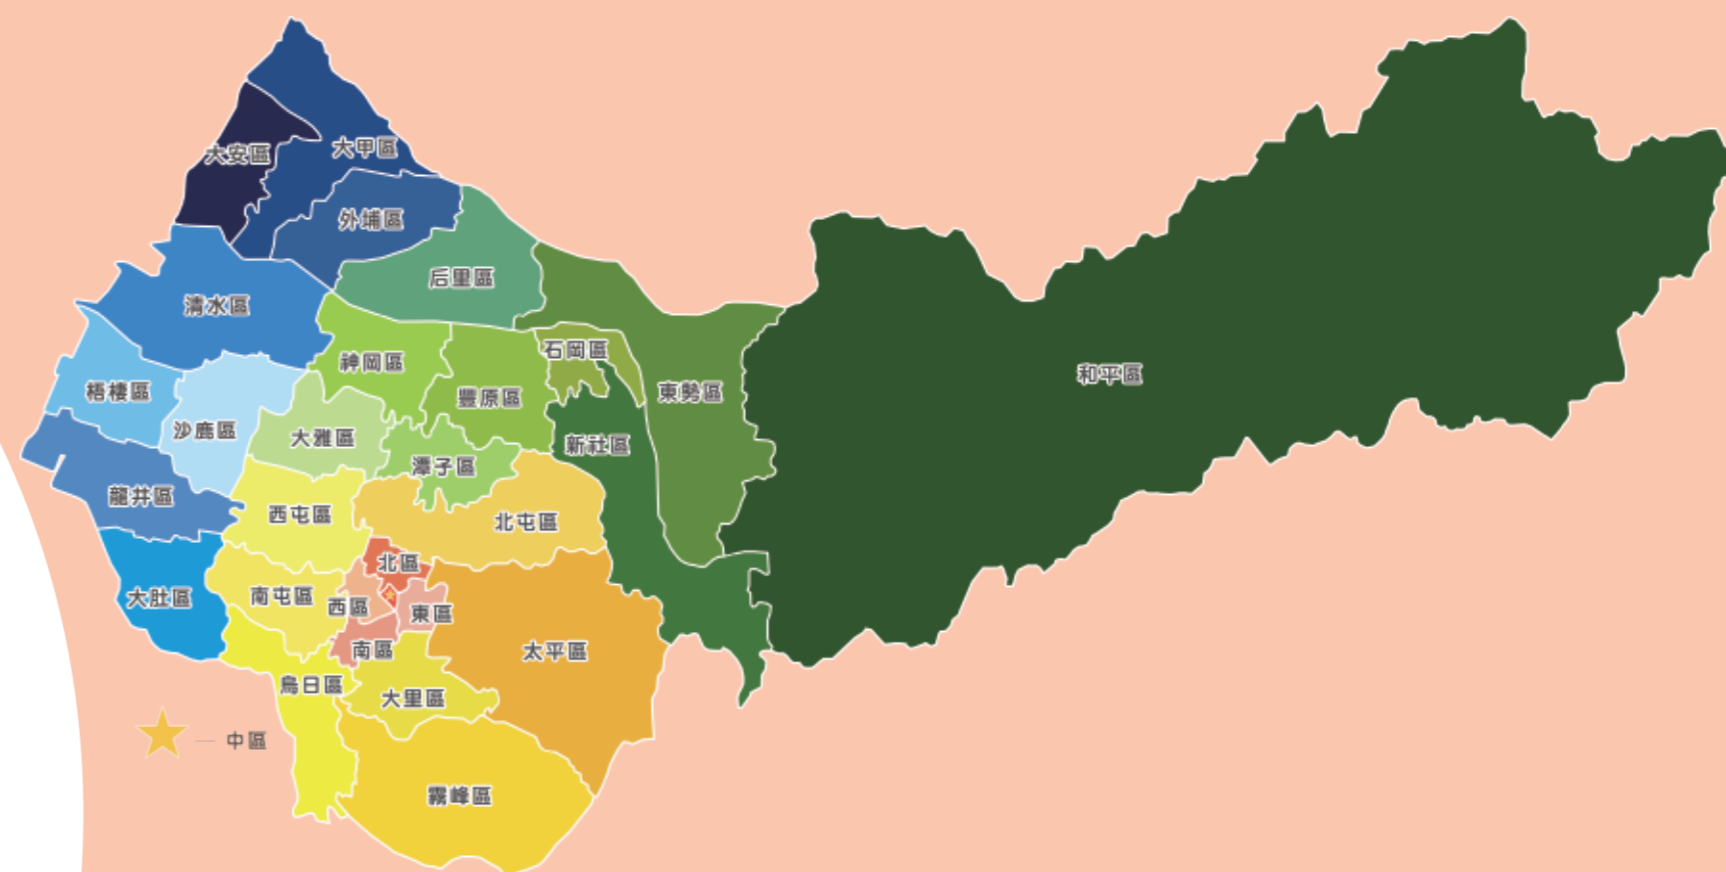 大安區
大甲區
外埔區
后里區
清水區
石岡區
神岡區
和平區
梧棲區
東勢區
豐原區
沙鹿區
大雅區
新社區
潭子區
龍井區
西屯區
北屯區
北區
南屯區
大肚區
西區
東區
南區
太平區
烏日區
大里區
中區
霧峰區